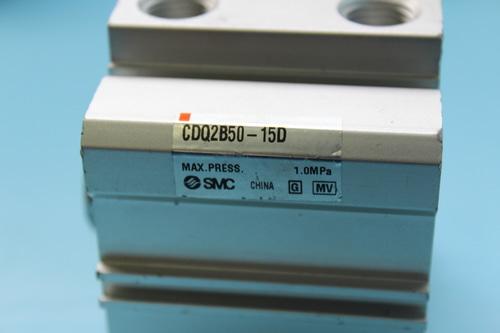 CDQ2B50-15D
MAX.PRESS. 1.0MPa
SMC CHINA G MV